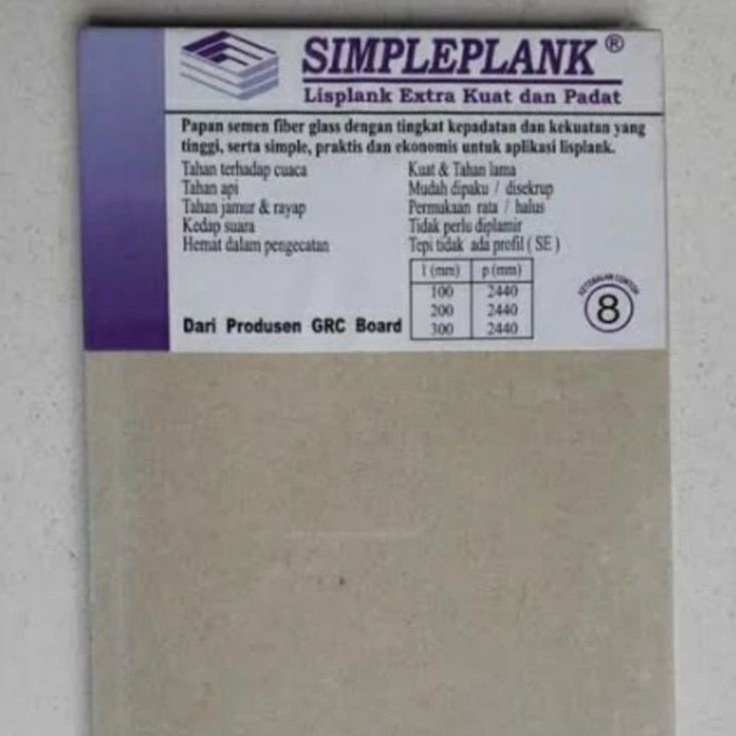 SIMPLEPLANK ®
Lisplank Extra Kuat dan Padat
Papan semen fiber glass dengan tingkat kepadatan dan kekuatan yang
tinggi, serta simple, praktis dan ekonomis untuk aplikasi lisplank.
Tahan terhadap cuaca
Tahan api
Tahan jamur & rayap
Kedap suara
Hemat dalam pengecatan
Kuat & Tahan lama
Mudah dipaku / disekrup
Permukaan rata / halus
Tidak perlu diplamir
Tepi tidak ada profil ( SE )
l (mm) p (mm)
100 2440
200 2440
300 2440
Dari Produsen GRC Board
KETEBALAN CONTOH
8